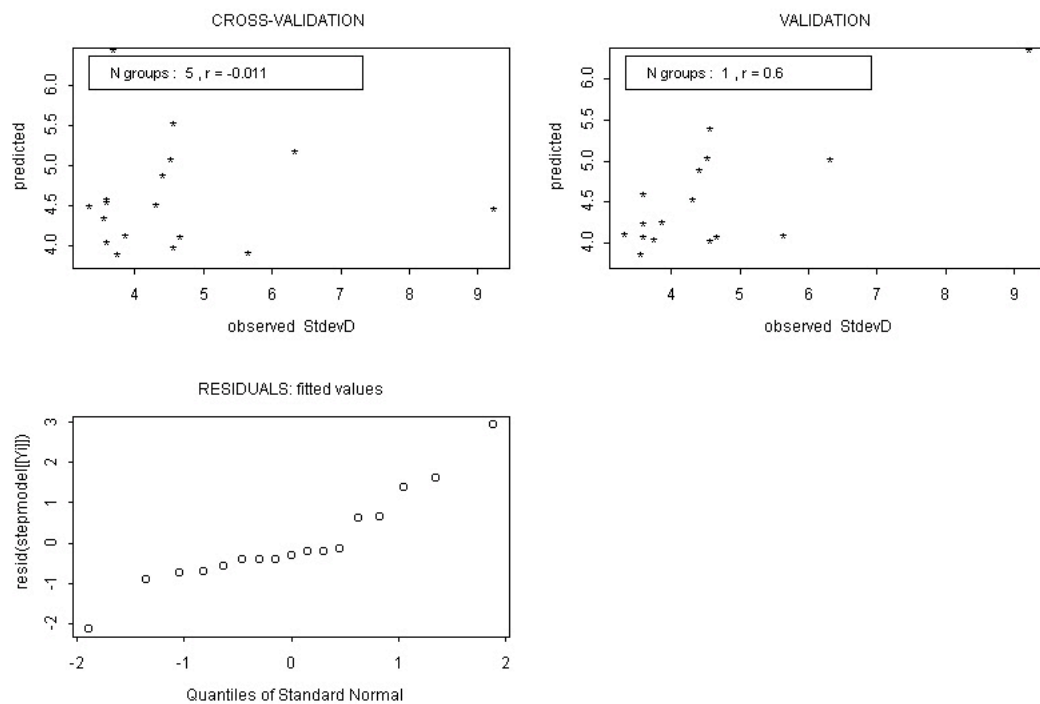 CROSS-VALIDATION
N groups : 5 , r = -0.011
predicted
6.0
5.5
5.0
4.5
4.0
4 5 6 7 8 9
observed StdevD
VALIDATION
N groups : 1 , r = 0.6
predicted
6.0
5.5
5.0
4.5
4.0
4 5 6 7 8 9
observed StdevD
RESIDUALS: fitted values
resid(stepmodel[[Yi]])
3
2
1
0
-1
-2
-2 -1 0 1 2
Quantiles of Standard Normal